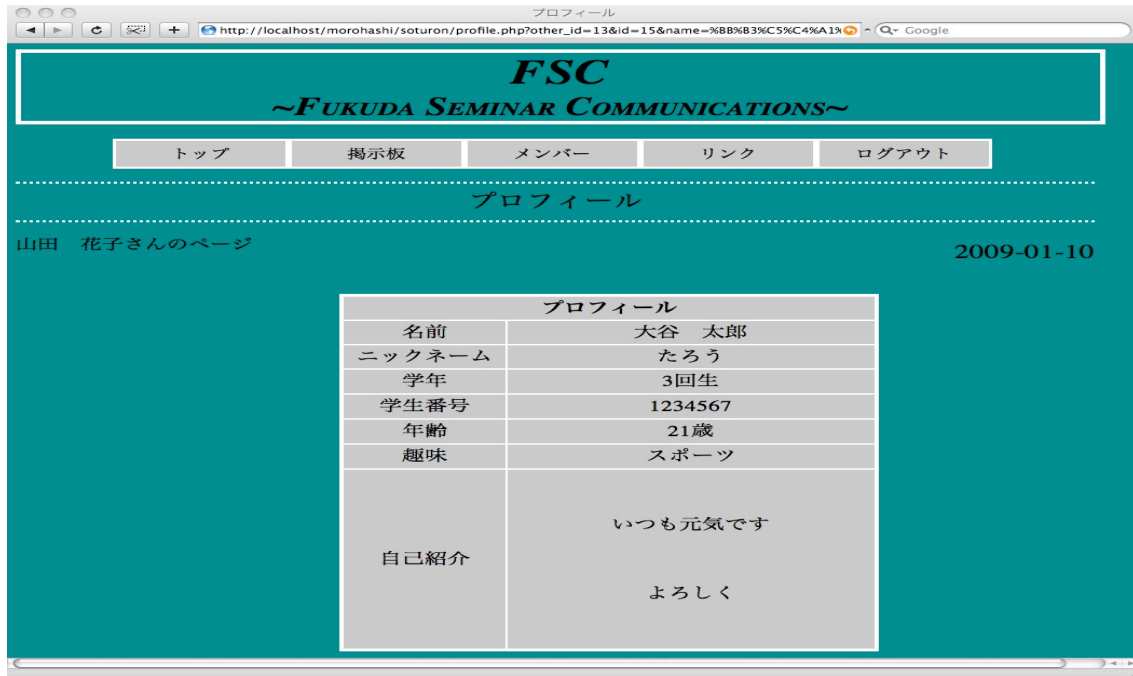 プロフィール
http://localhost/morohashi/soturon/profile.php?other_id=13&id=15&name=%BB%B3%C5%C4%A1%
Google
FSC
~FUKUDA SEMINAR COMMUNICATIONS~
トップ 掲示板 メンバー リンク ログアウト
プロフィール
山田 花子さんのページ
2009-01-10
プロフィール
名前 大谷 太郎
ニックネーム たろう
学年 3回生
学生番号 1234567
年齢 21歳
趣味 スポーツ
自己紹介
いつも元気です
よろしく